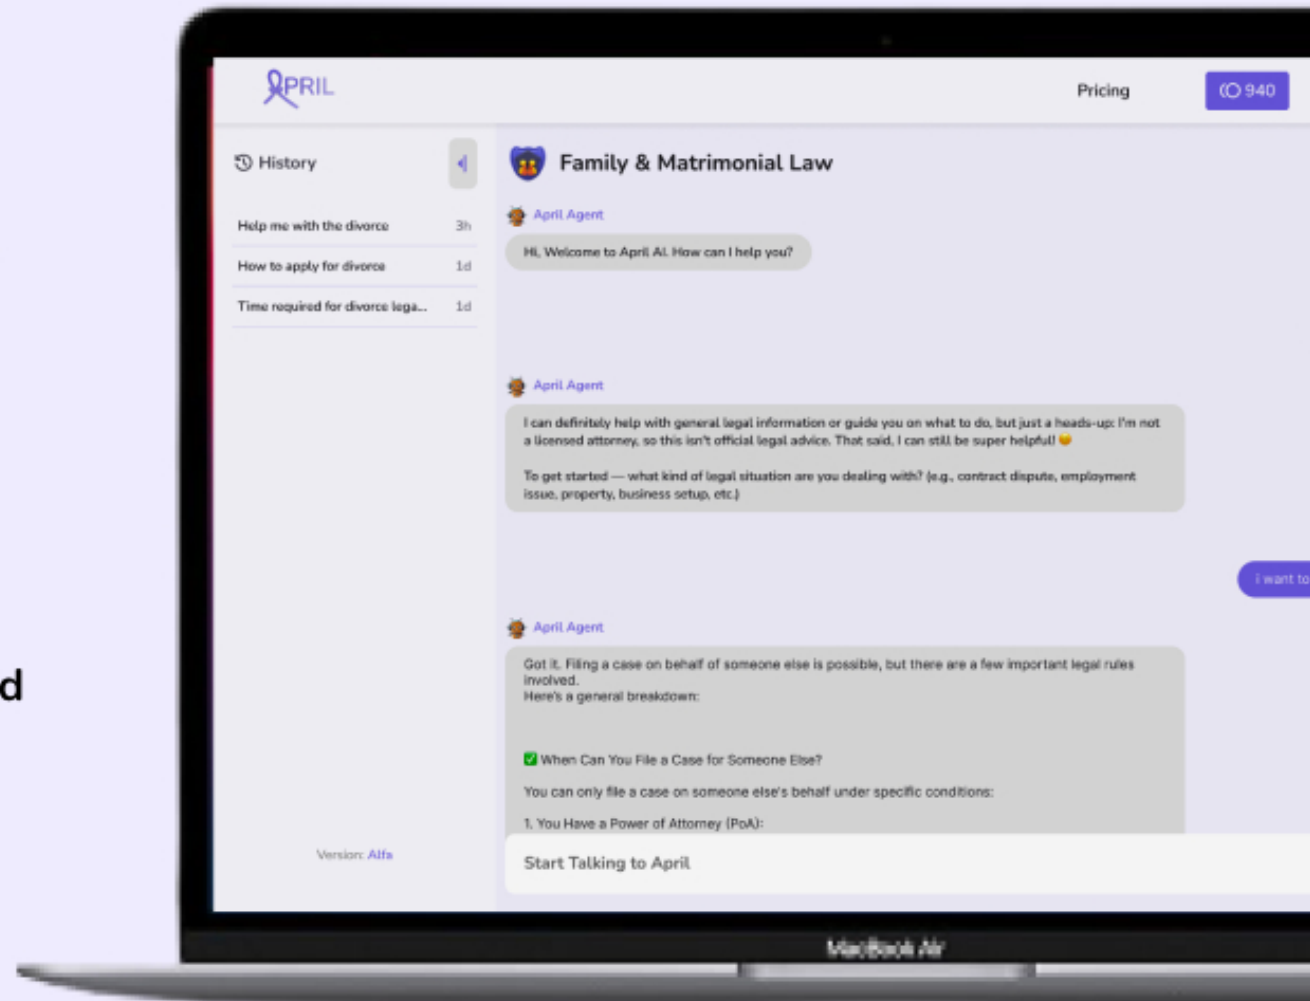 APRIL
Pricing
940
History
Family & Matrimonial Law
Help me with the divorce 3h
How to apply for divorce 1d
Time required for divorce lega... 1d
April Agent
Hi, Welcome to April AI. How can I help you?
April Agent
I can definitely help with general legal information or guide you on what to do, but just a heads-up: I'm not
a licensed attorney, so this isn't official legal advice. That said, I can still be super helpful! 😊
To get started — what kind of legal situation are you dealing with? (e.g., contract dispute, employment
issue, property, business setup, etc.)
i want to
April Agent
Got it. Filing a case on behalf of someone else is possible, but there are a few important legal rules
involved.
Here's a general breakdown:
✅ When Can You File a Case for Someone Else?
You can only file a case on someone else's behalf under specific conditions:
1. You Have a Power of Attorney (PoA):
Start Talking to April
Version: Alfa
d
MacBook Air